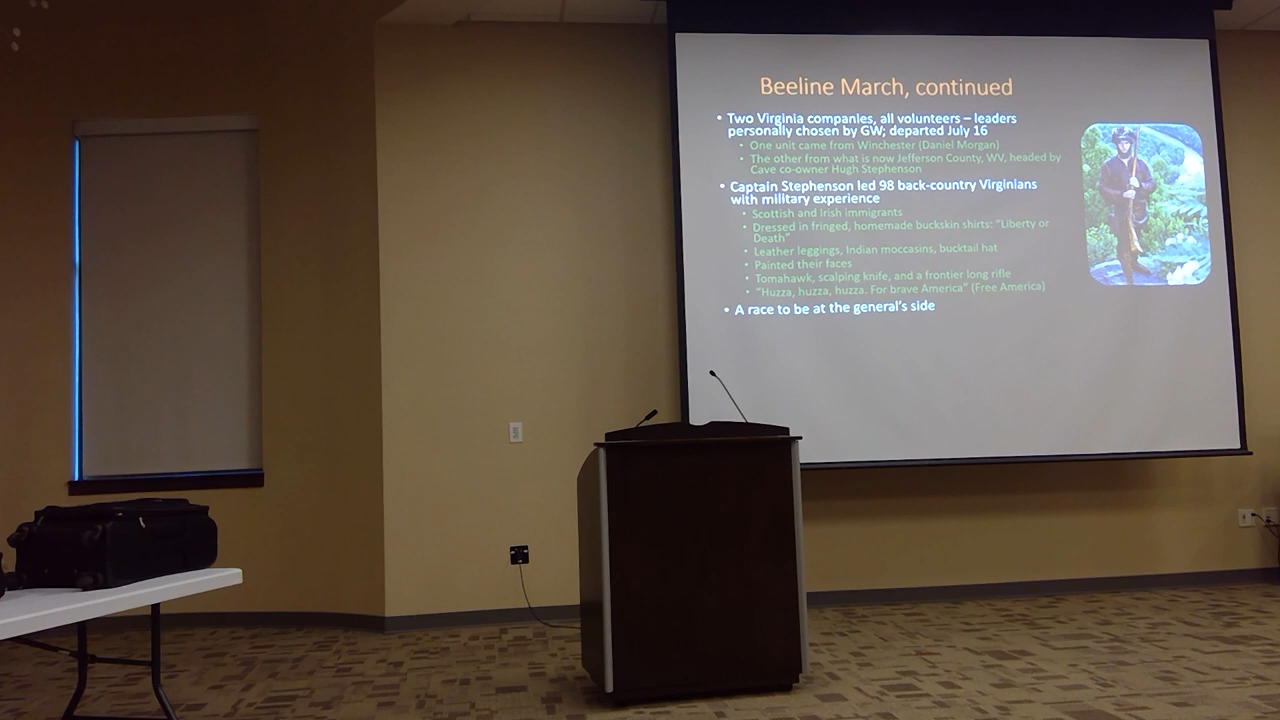 Beeline March, continued
• Two Virginia companies, all volunteers – leaders
personally chosen by GW; departed July 16
• One unit came from Winchester (Daniel Morgan)
• The other from what is now Jefferson County, WV, headed by
Cave co-owner Hugh Stephenson
• Captain Stephenson led 98 back-country Virginians
with military experience
• Scottish and Irish immigrants
• Dressed in fringed, homemade buckskin shirts: "Liberty or
Death"
• Leather leggings, Indian moccasins, bucktail hat
• Painted their faces
• Tomahawk, scalping knife, and a frontier long rifle
• "Huzza, huzza, huzza. For brave America" (Free America)
• A race to be at the general's side